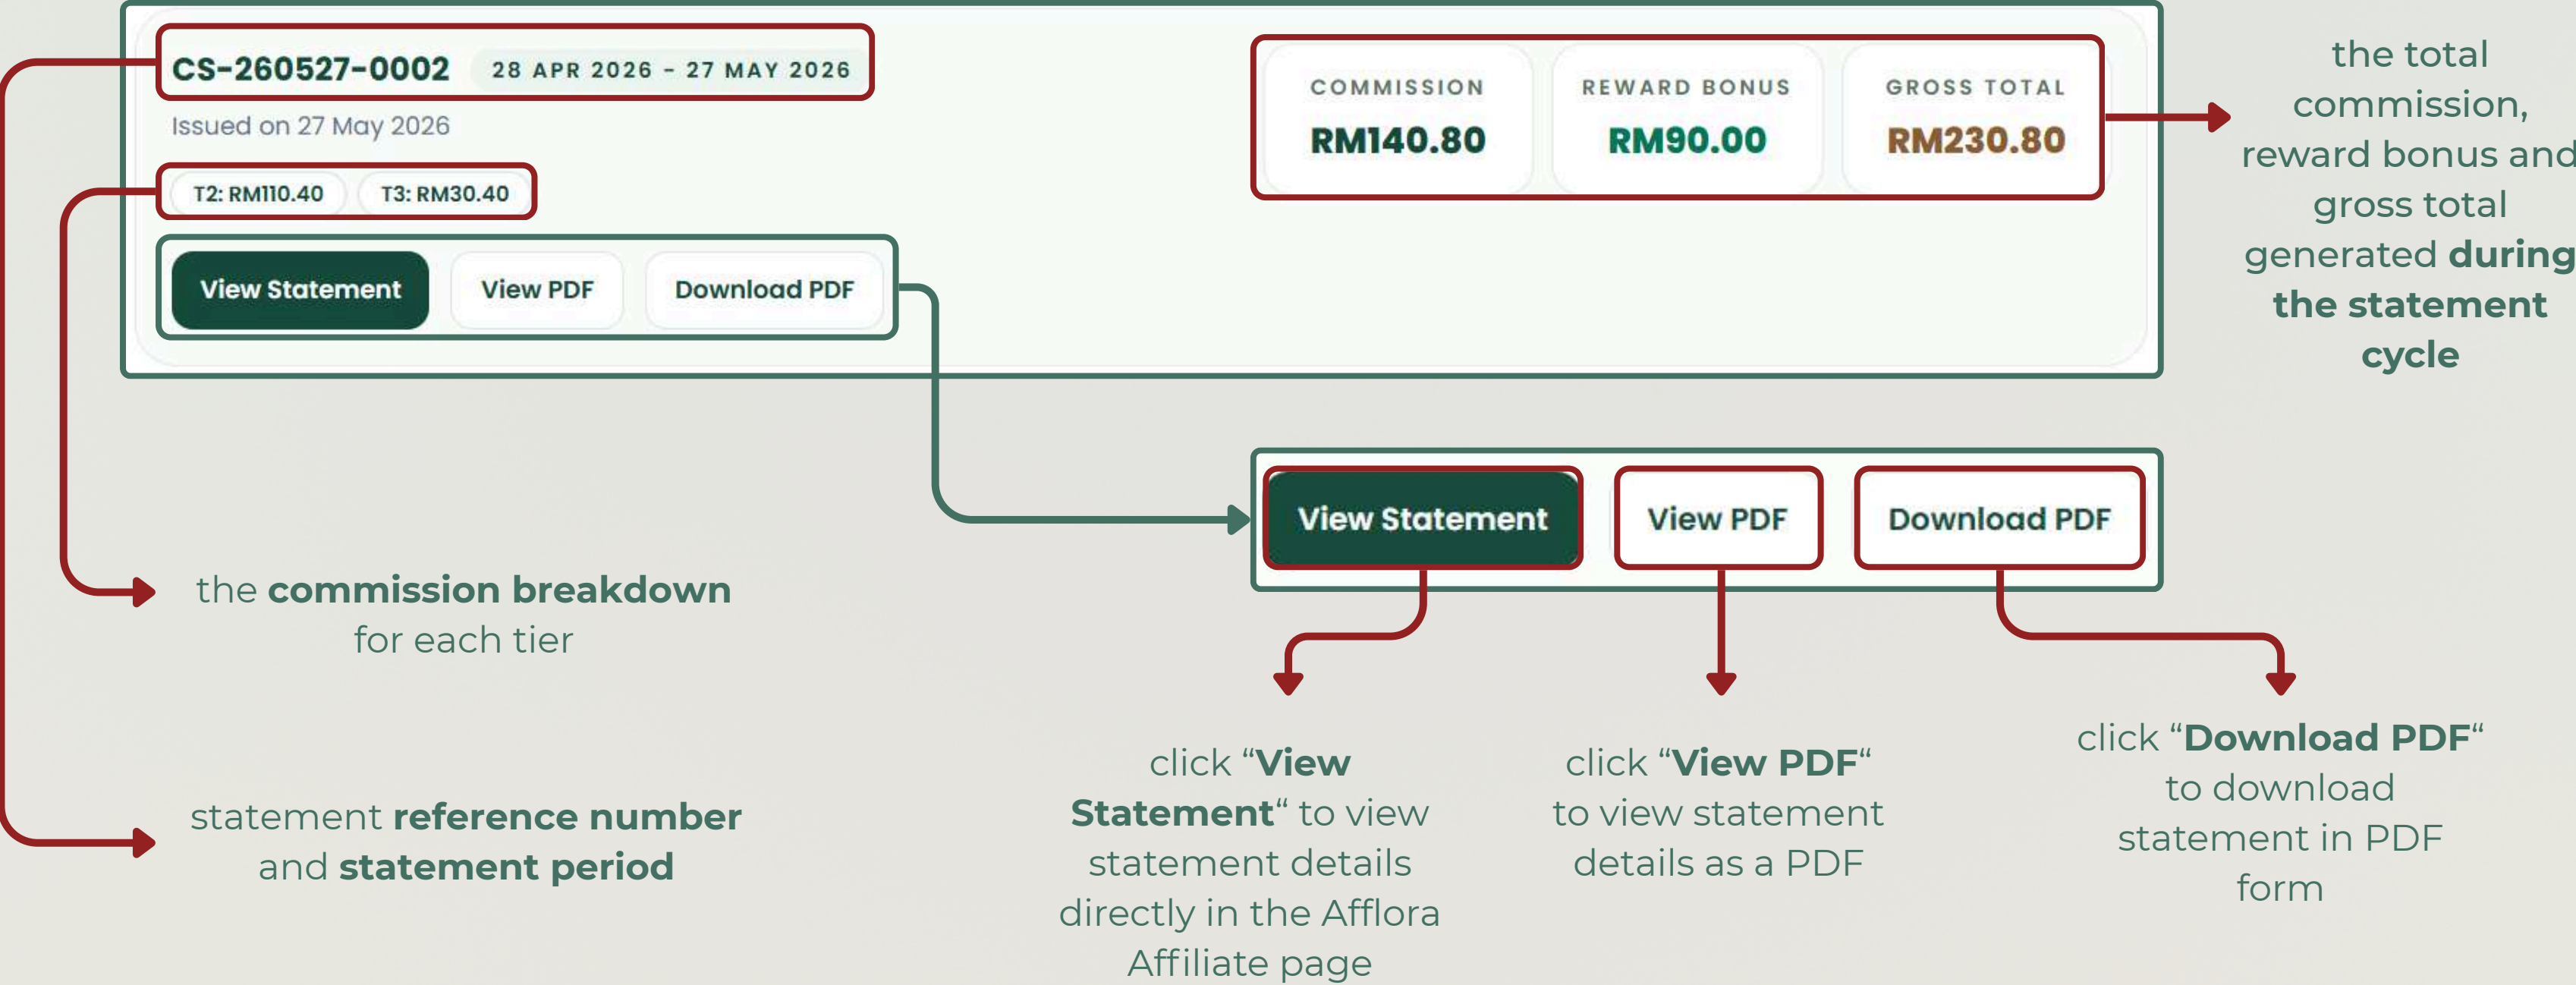 CS-260527-0002 28 APR 2026 - 27 MAY 2026
Issued on 27 May 2026
T2: RM110.40 T3: RM30.40
View Statement View PDF Download PDF
COMMISSION
RM140.80
REWARD BONUS
RM90.00
GROSS TOTAL
RM230.80
the total
commission,
reward bonus and
gross total
generated during
the statement
cycle
View Statement View PDF Download PDF
the commission breakdown
for each tier
statement reference number
and statement period
click “View
Statement“ to view
statement details
directly in the Afflora
Affiliate page
click “View PDF“
to view statement
details as a PDF
click “Download PDF“
to download
statement in PDF
form